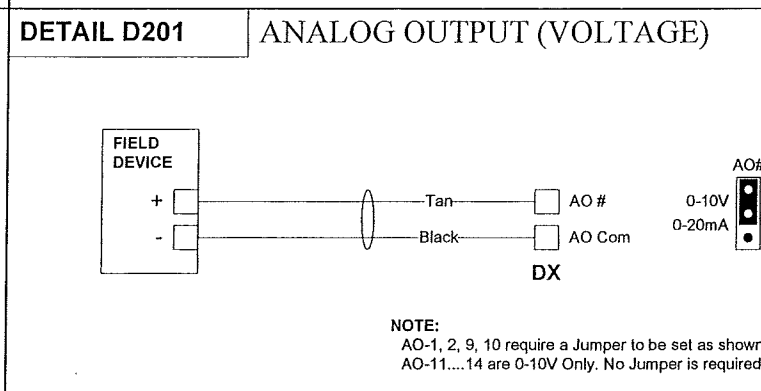 DETAIL D201
ANALOG OUTPUT (VOLTAGE)
FIELD
DEVICE
+
-
Tan
Black
AO #
AO Com
DX
AO#
0-10V
0-20mA
NOTE:
AO-1, 2, 9, 10 require a Jumper to be set as shown
AO-11....14 are 0-10V Only. No Jumper is required